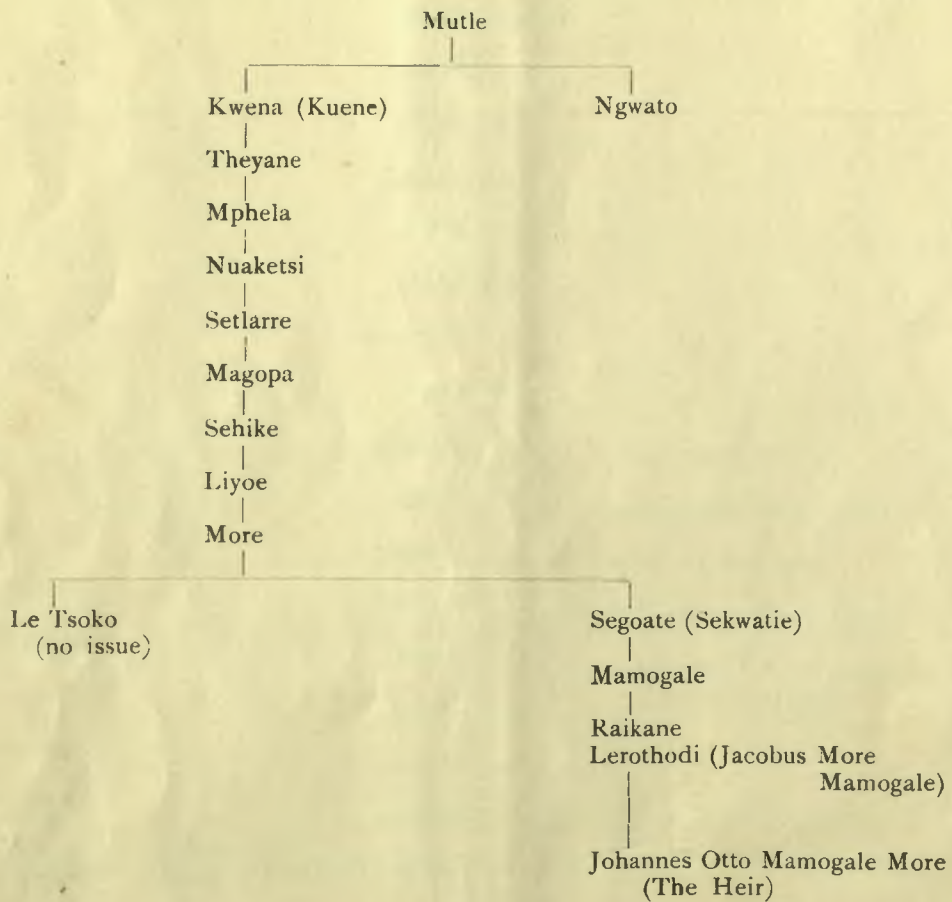 Mutle
Kwena (Kuene)
Ngwato
Theyane
Mphela
Nuaketsi
Setlarre
Magopa
Sehike
Liyoe
More
Le Tsoko
(no issue)
Segoate (Sekwatie)
Mamogale
Raikane
Lerothodi (Jacobus More
Mamogale)
Johannes Otto Mamogale More
(The Heir)